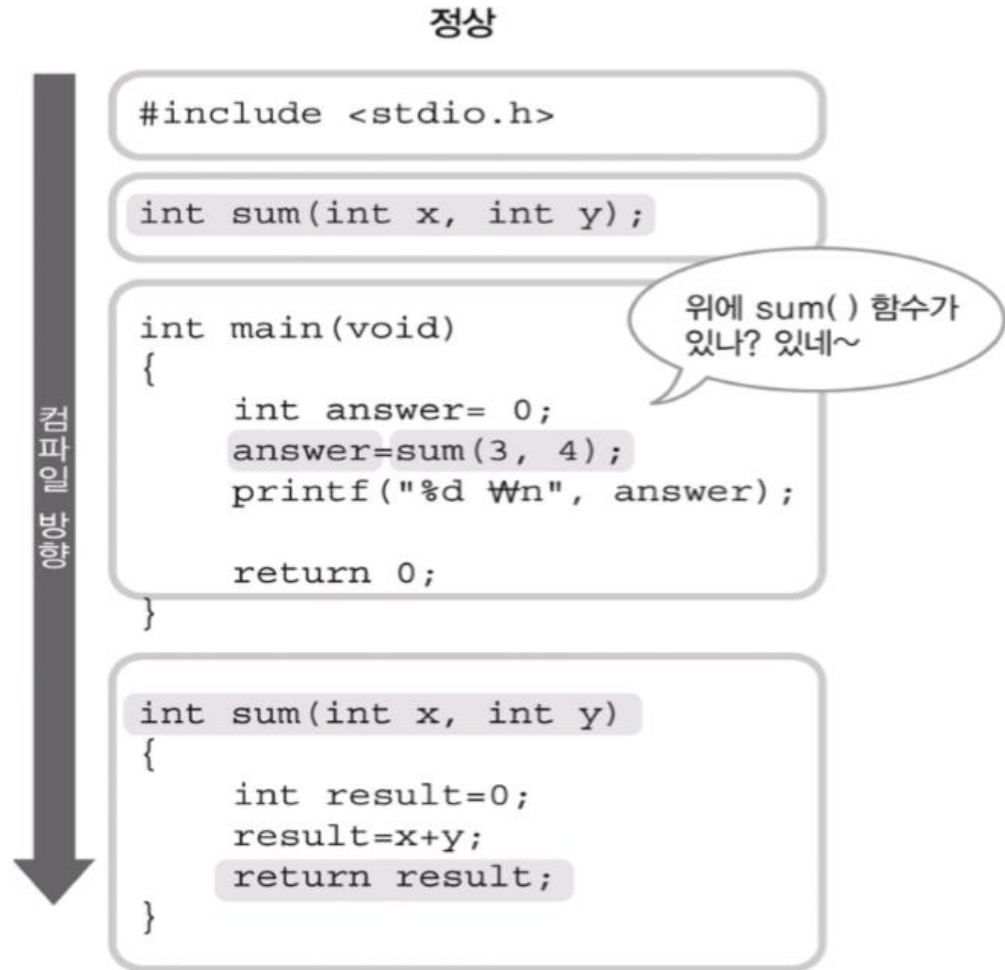 정상
컴파일 방향
#include <stdio.h>
int sum(int x, int y);
위에 sum( ) 함수가
있나? 있네~
int main(void)
{
int answer= 0;
answer=sum(3, 4);
printf("%d ₩n", answer);
return 0;
}
int sum(int x, int y)
{
int result=0;
result=x+y;
return result;
}